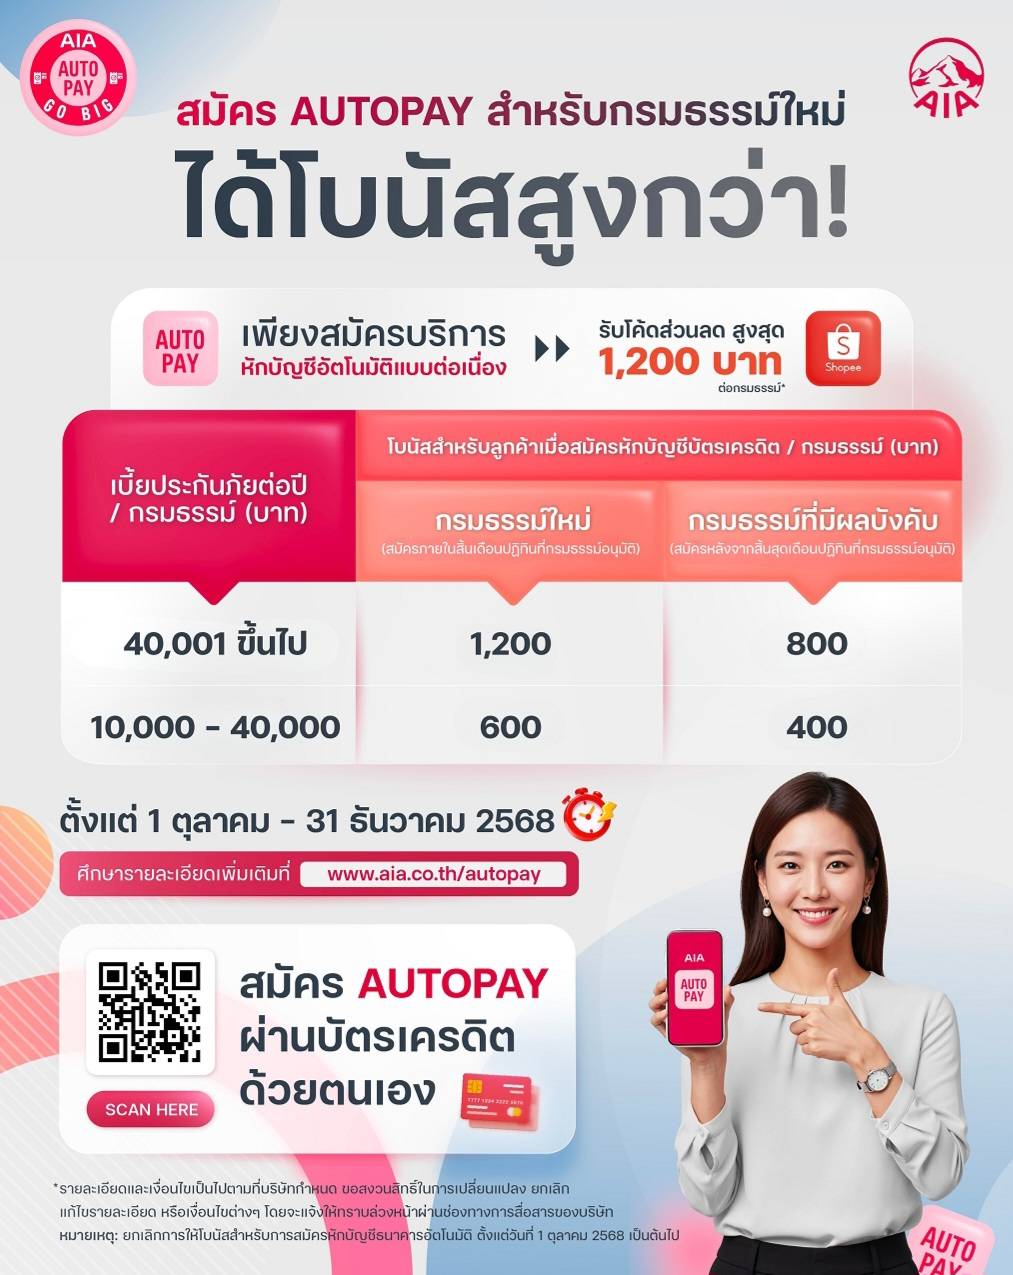 AIA
AUTO
PAY
GO BIG
AIA
สมัคร AUTOPAY สำหรับกรมธรรม์ใหม่
ได้โบนัสสูงกว่า!
AUTO
PAY
เพียงสมัครบริการ
หักบัญชีอัตโนมัติแบบต่อเนื่อง
รับโค้ดส่วนลด สูงสุด
1,200 บาท
ต่อกรมธรรม์*
S
Shopee
เบี้ยประกันภัยต่อปี
/ กรมธรรม์ (บาท)
โบนัสสำหรับลูกค้าเมื่อสมัครหักบัญชีบัตรเครดิต / กรมธรรม์ (บาท)
กรมธรรม์ใหม่
(สมัครภายในสิ้นเดือนปฏิทินที่กรมธรรม์อนุมัติ)
กรมธรรม์ที่มีผลบังคับ
(สมัครหลังจากสิ้นสุดเดือนปฏิทินที่กรมธรรม์อนุมัติ)
40,001 ขึ้นไป
1,200
800
10,000 - 40,000
600
400
ตั้งแต่ 1 ตุลาคม - 31 ธันวาคม 2568
ศึกษารายละเอียดเพิ่มเติมที่ www.aia.co.th/autopay
สมัคร AUTOPAY
ผ่านบัตรเครดิต
ด้วยตนเอง
SCAN HERE
AIA
AUTO
PAY
*รายละเอียดและเงื่อนไขเป็นไปตามที่บริษัทกำหนด ขอสงวนสิทธิ์ในการเปลี่ยนแปลง ยกเลิก
แก้ไขรายละเอียด หรือเงื่อนไขต่างๆ โดยจะแจ้งให้ทราบล่วงหน้าผ่านช่องทางการสื่อสารของบริษัท
หมายเหตุ: ยกเลิกการให้โบนัสสำหรับการสมัครหักบัญชีธนาคารอัตโนมัติ ตั้งแต่วันที่ 1 ตุลาคม 2568 เป็นต้นไป
AUTO
PAY